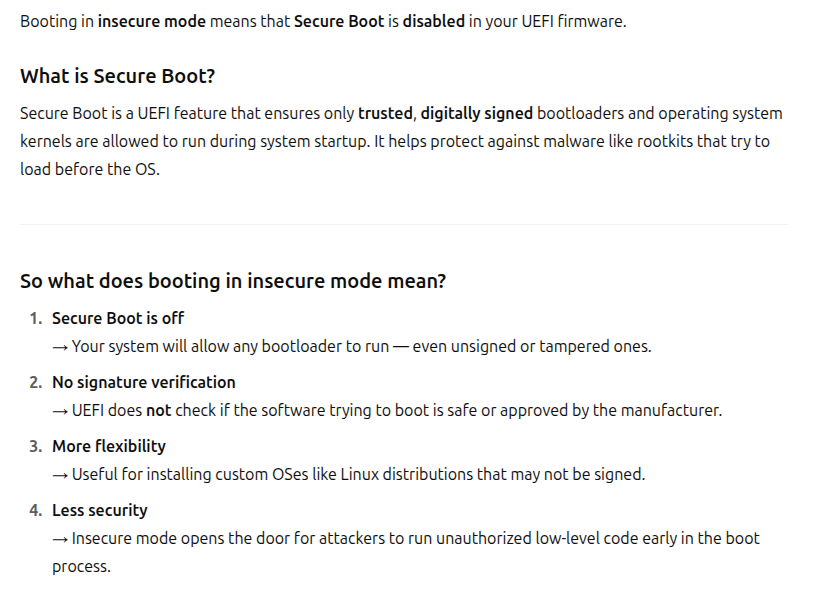 Booting in insecure mode means that Secure Boot is disabled in your UEFI firmware.
What is Secure Boot?
Secure Boot is a UEFI feature that ensures only trusted, digitally signed bootloaders and operating system
kernels are allowed to run during system startup. It helps protect against malware like rootkits that try to
load before the OS.
So what does booting in insecure mode mean?
1. Secure Boot is off
→ Your system will allow any bootloader to run — even unsigned or tampered ones.
2. No signature verification
→ UEFI does not check if the software trying to boot is safe or approved by the manufacturer.
3. More flexibility
→ Useful for installing custom OSes like Linux distributions that may not be signed.
4. Less security
→ Insecure mode opens the door for attackers to run unauthorized low-level code early in the boot
process.